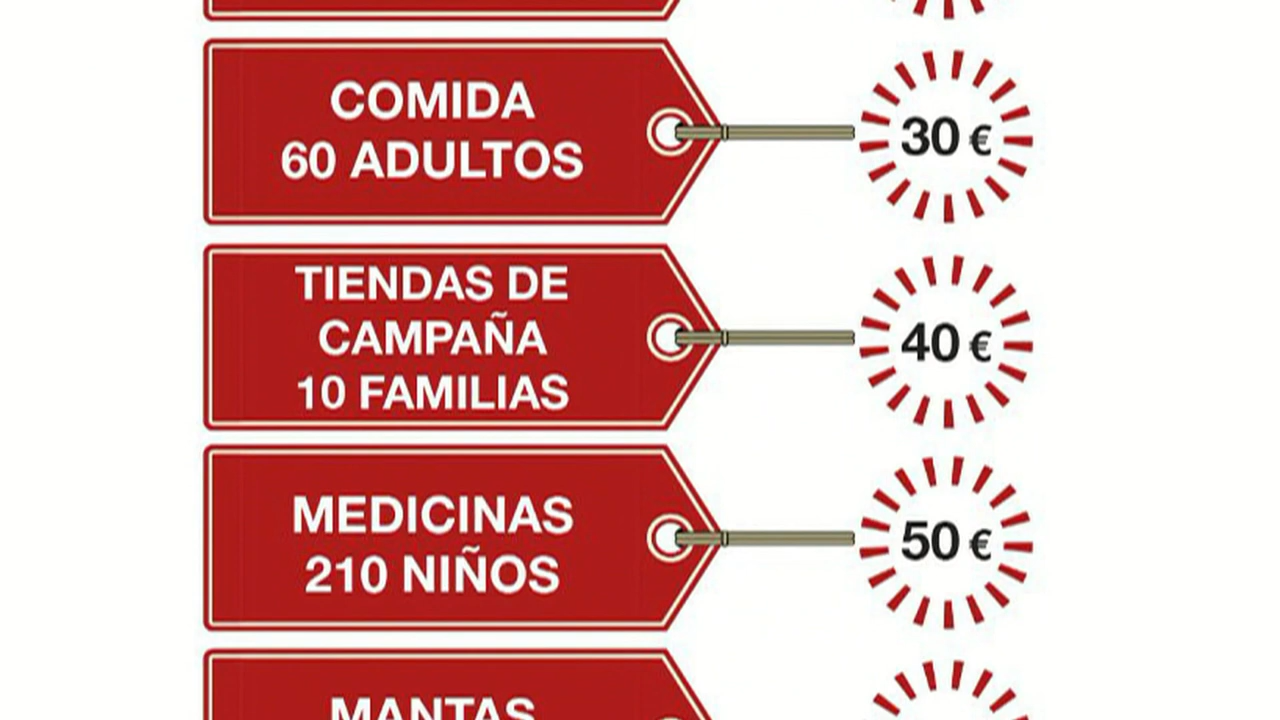 COMIDA
60 ADULTOS
30 €
TIENDAS DE
CAMPAÑA
10 FAMILIAS
40 €
MEDICINAS
210 NIÑOS
50 €
MANTAS